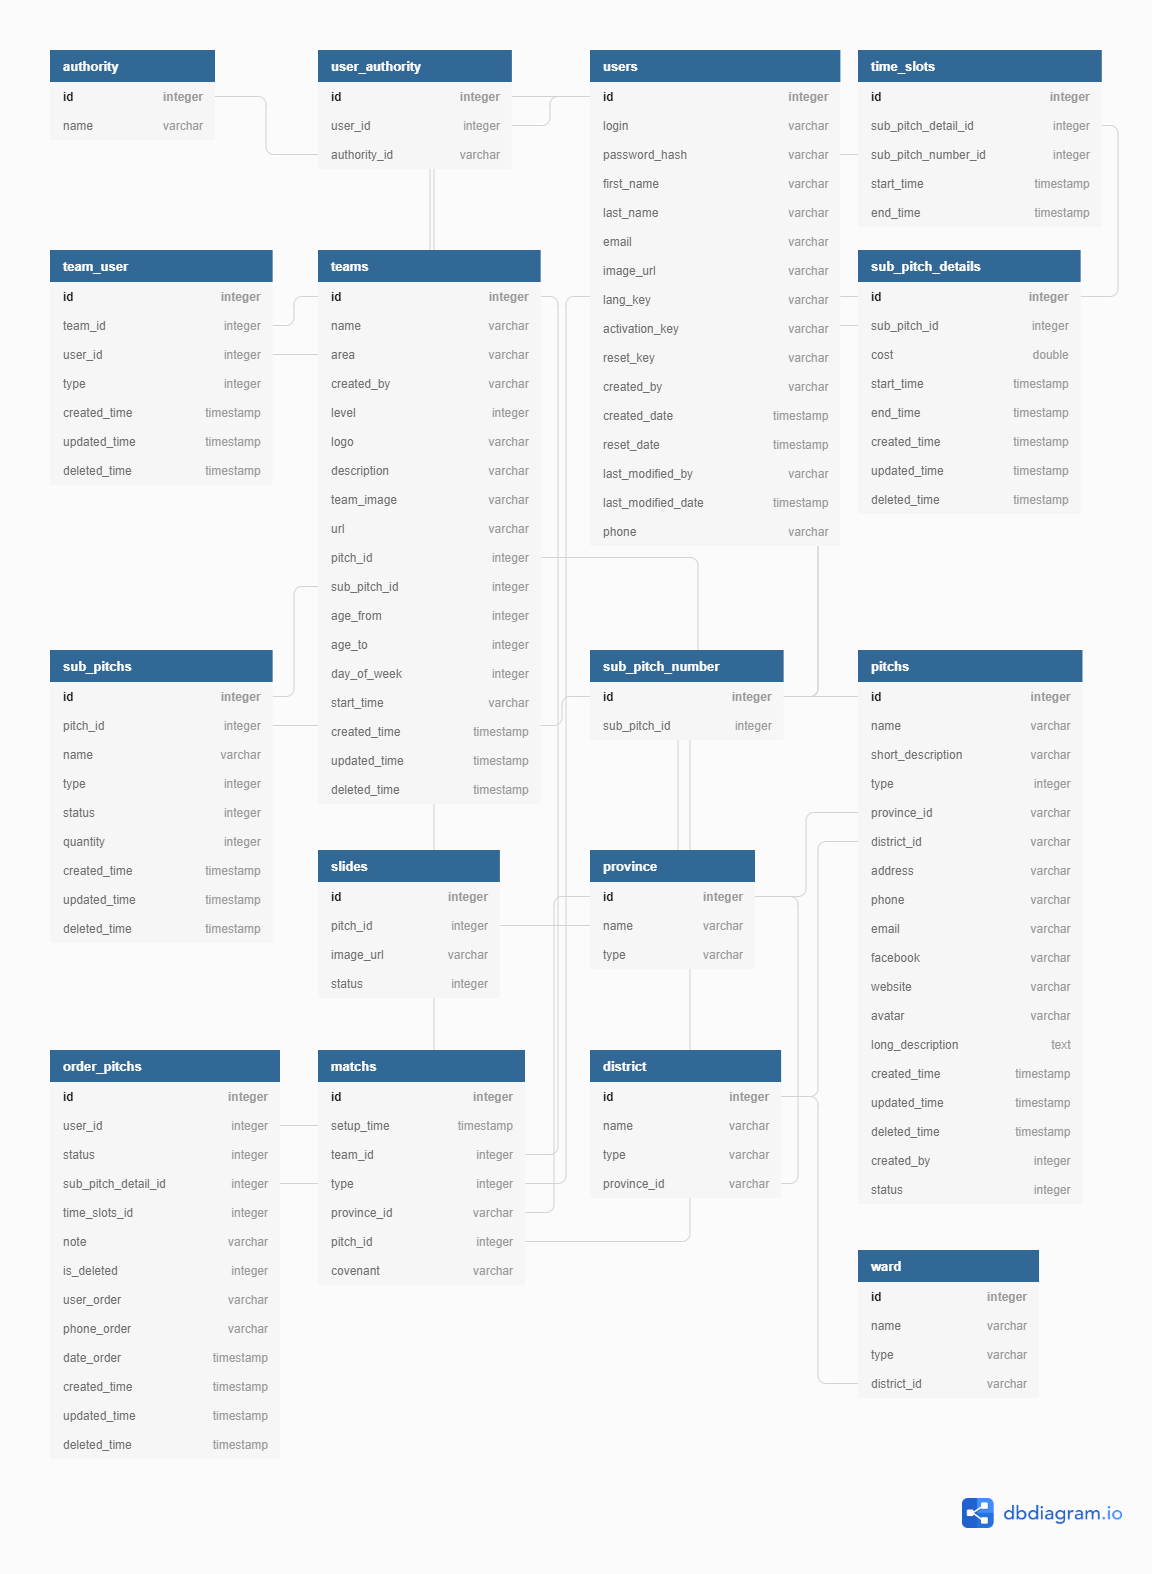 authority
id integer
name varchar
user_authority
id integer
user_id integer
authority_id varchar
users
id integer
login varchar
password_hash varchar
first_name varchar
last_name varchar
email varchar
image_url varchar
lang_key varchar
activation_key varchar
reset_key varchar
created_by varchar
created_date timestamp
reset_date timestamp
last_modified_by varchar
last_modified_date timestamp
phone varchar
time_slots
id integer
sub_pitch_detail_id integer
sub_pitch_number_id integer
start_time timestamp
end_time timestamp
team_user
id integer
team_id integer
user_id integer
type integer
created_time timestamp
updated_time timestamp
deleted_time timestamp
teams
id integer
name varchar
area varchar
created_by varchar
level integer
logo varchar
description varchar
team_image varchar
url varchar
pitch_id integer
sub_pitch_id integer
age_from integer
age_to integer
day_of_week integer
start_time varchar
created_time timestamp
updated_time timestamp
deleted_time timestamp
sub_pitch_details
id integer
sub_pitch_id integer
cost double
start_time timestamp
end_time timestamp
created_time timestamp
updated_time timestamp
deleted_time timestamp
sub_pitchs
id integer
pitch_id integer
name varchar
type integer
status integer
quantity integer
created_time timestamp
updated_time timestamp
deleted_time timestamp
sub_pitch_number
id integer
sub_pitch_id integer
pitchs
id integer
name varchar
short_description varchar
type integer
province_id varchar
district_id varchar
address varchar
phone varchar
email varchar
facebook varchar
website varchar
avatar varchar
long_description text
created_time timestamp
updated_time timestamp
deleted_time timestamp
created_by integer
status integer
slides
id integer
pitch_id integer
image_url varchar
status integer
province
id integer
name varchar
type varchar
order_pitchs
id integer
user_id integer
status integer
sub_pitch_detail_id integer
time_slots_id integer
note varchar
is_deleted integer
user_order varchar
phone_order varchar
date_order timestamp
created_time timestamp
updated_time timestamp
deleted_time timestamp
matchs
id integer
setup_time timestamp
team_id integer
type integer
province_id varchar
pitch_id integer
covenant varchar
district
id integer
name varchar
type varchar
province_id varchar
ward
id integer
name varchar
type varchar
district_id varchar
dbdiagram.io